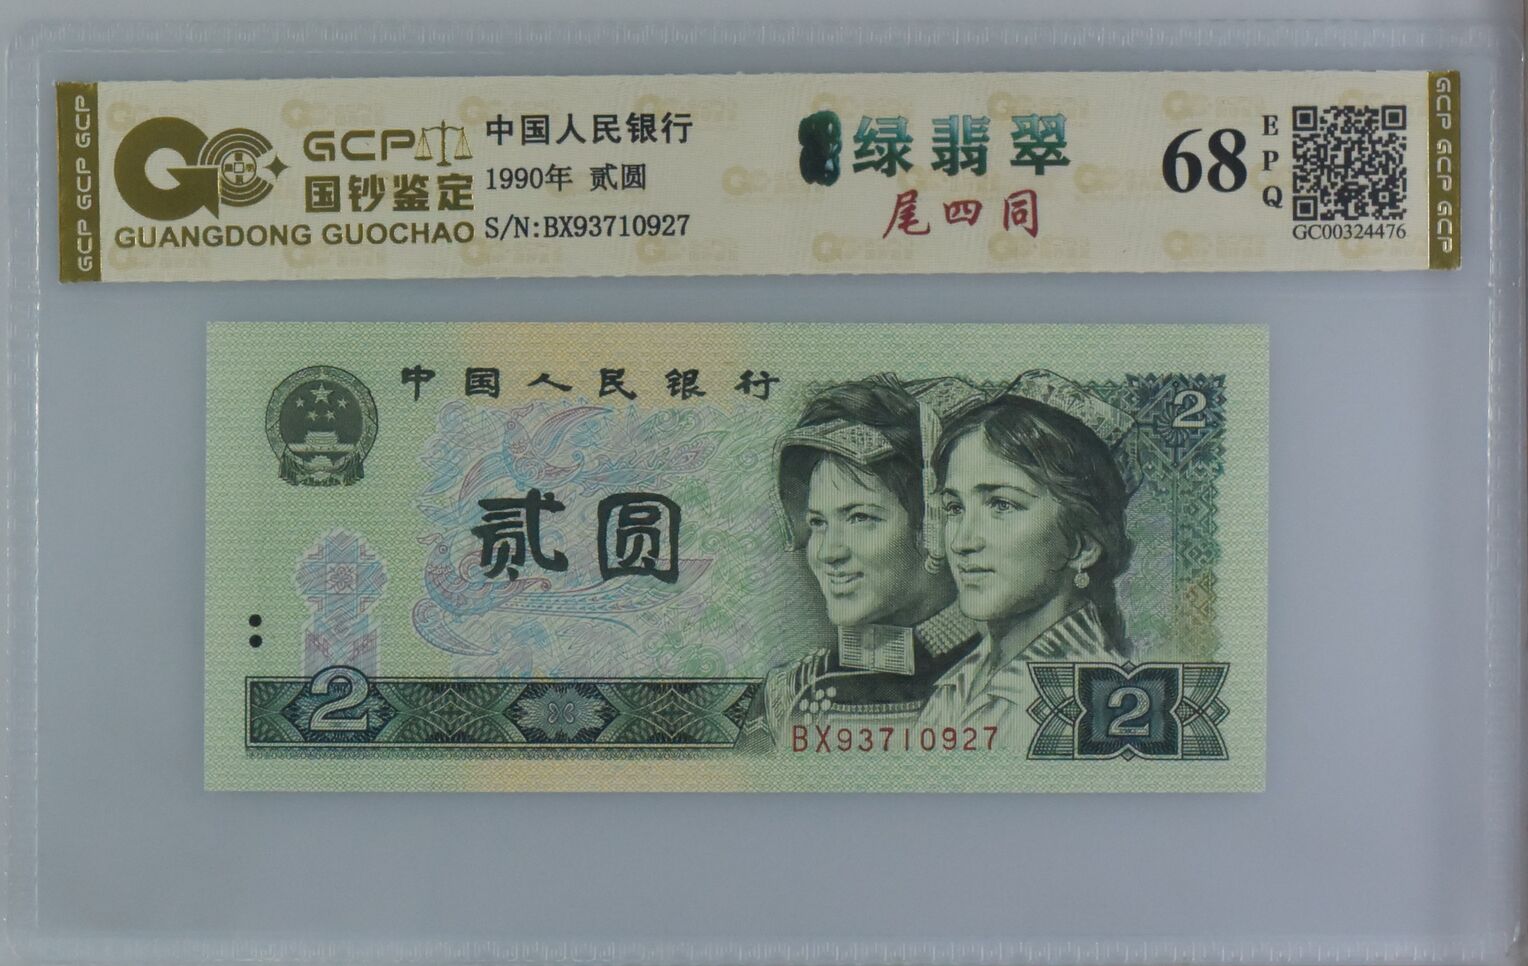 GCP GCP GCP
GCP
国钞鉴定
GUANGDONG GUOCHAO
中国人民银行
1990年 贰圆
S/N:BX93710927
绿翡翠
尾四同
68
EPQ
GC00324476
GCP GCP GCP
中国人民银行
2
贰圆
2
BX93710927
2